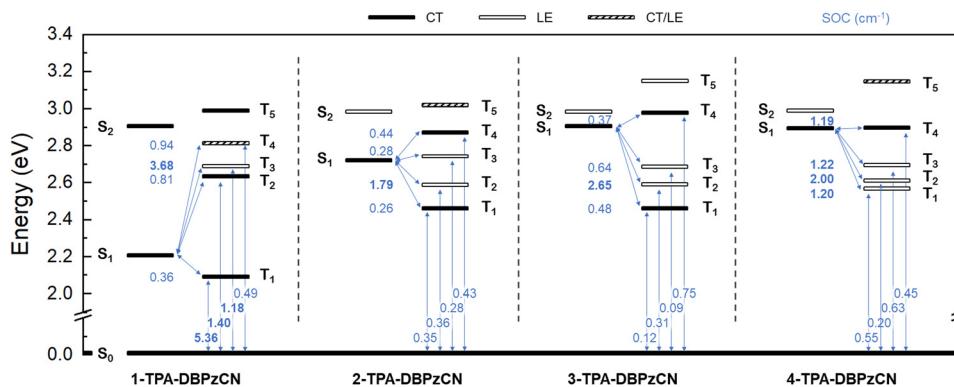 CT LE CT/LE SOC (cm⁻¹)
Energy (eV)
3.4
3.2
3.0
2.8
2.6
2.4
2.2
2.0
0.0
S₂
S₁
S₀
T₅
T₄
T₃
T₂
T₁
0.94
3.68
0.81
0.36
0.49
1.18
1.40
5.36
1-TPA-DBPzCN
S₂
S₁
T₅
T₄
T₃
T₂
T₁
0.44
0.28
1.79
0.26
0.43
0.28
0.36
0.35
2-TPA-DBPzCN
S₂
S₁
T₅
T₄
T₃
T₂
T₁
0.37
0.64
2.65
0.48
0.75
0.09
0.31
0.12
3-TPA-DBPzCN
S₂
S₁
T₅
T₄
T₃
T₂
T₁
1.19
1.22
2.00
1.20
0.45
0.63
0.20
0.55
4-TPA-DBPzCN